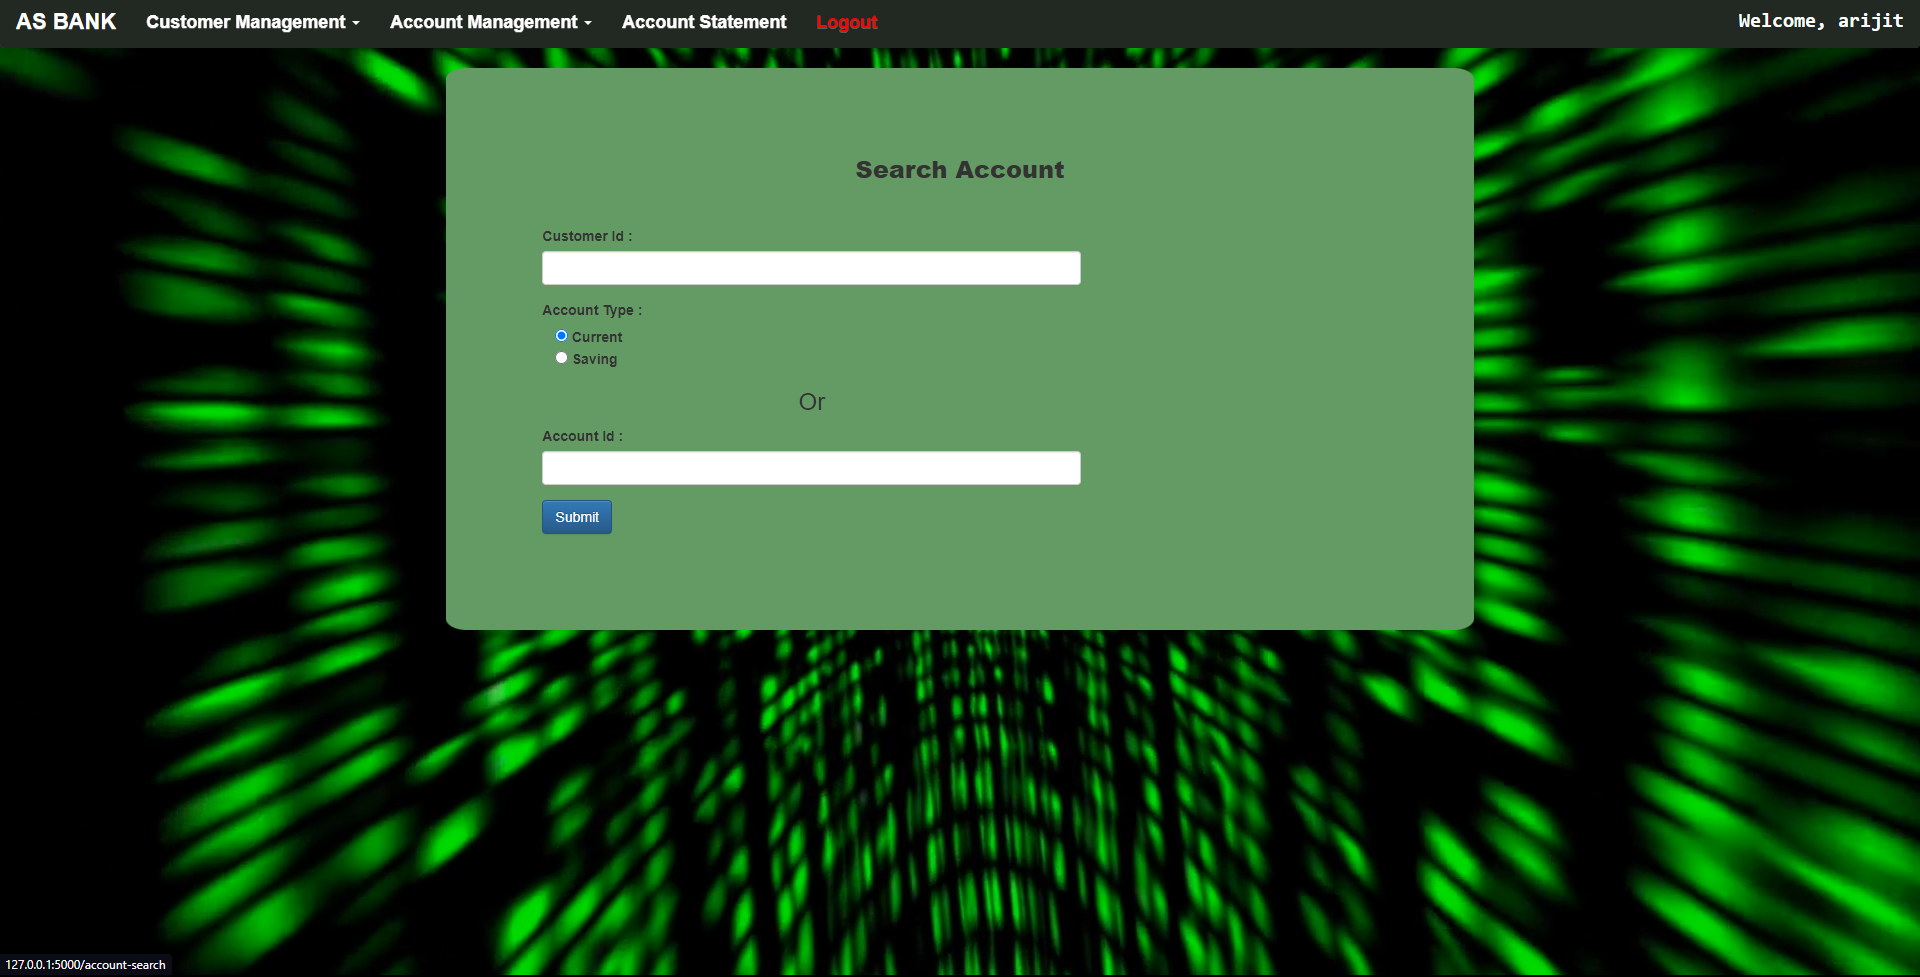 AS BANK Customer Management Account Management Account Statement Logout Welcome, arijit
Search Account
Customer Id :
Account Type :
Current
Saving
Or
Account Id :
Submit
127.0.0.1:5000/account-search